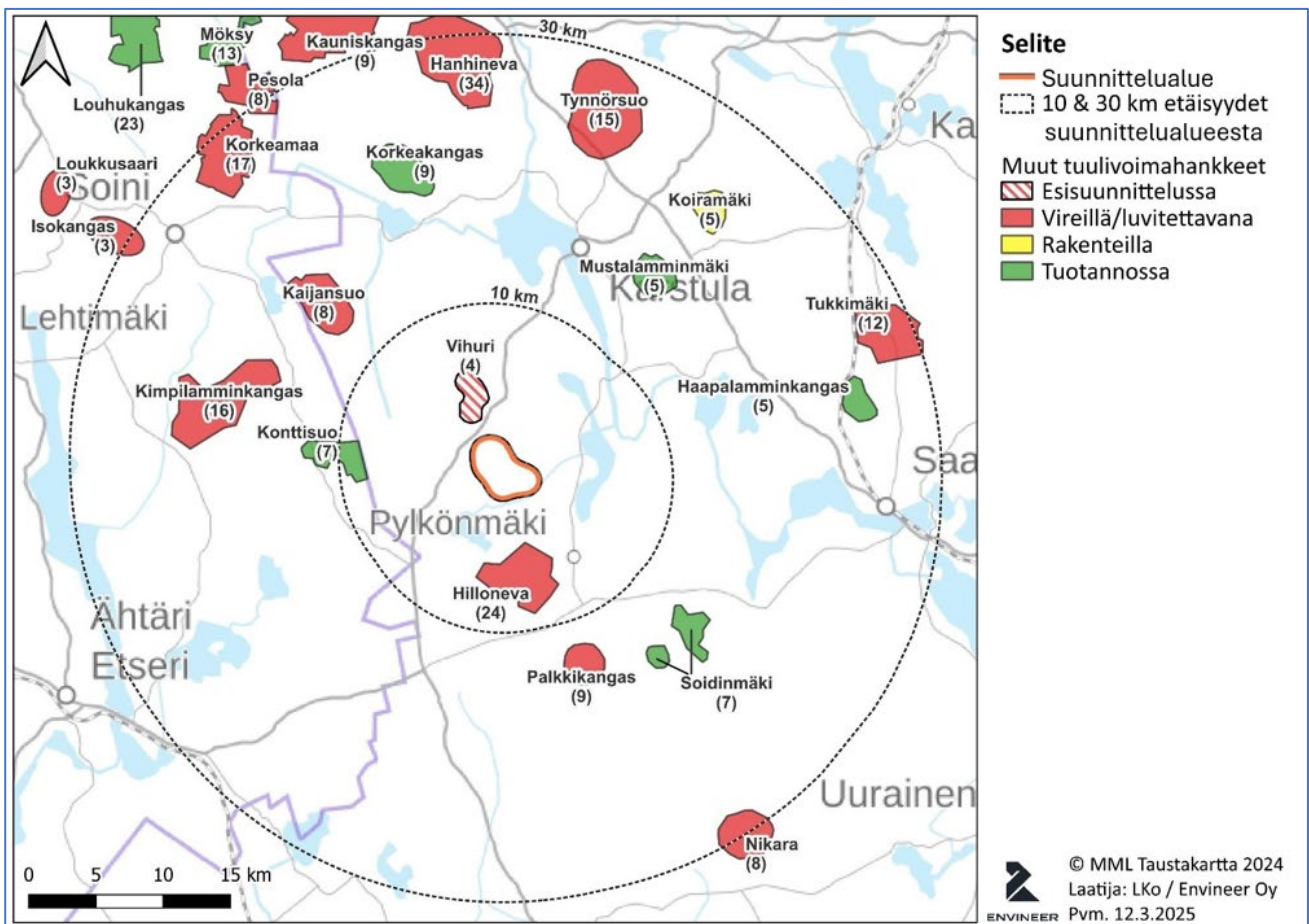 30 km
Möksy
(13)
Kauniskangas
(9)
Hanhineva
(34)
Pesola
(8)
Louhukangas
(23)
Tynnörsuo
(15)
Ka
Korkeamaa
(17)
Korkeakangas
(9)
Loukkusaari
(3)
Soini
Isokangas
(3)
Koiramäki
(5)
Mustalamminmäki
(5)
Karstula
Kaijansuo
(8)
10 km
Lehtimäki
Tukkimäki
(12)
Vihuri
(4)
Kimpilamminkangas
(16)
Haapalamminkangas
(5)
Konttisuo
(7)
Saa
Pylkönmäki
Hilloneva
(24)
Ähtäri
Etseri
Palkkikangas
(9)
Soidinmäki
(7)
Uurainen
Nikara
(8)
0 5 10 15 km
Selite
Suunnittelualue
10 & 30 km etäisyydet
suunnittelualueesta
Muut tuulivoimahankkeet
Esisuunnittelussa
Vireillä/luvitettavana
Rakenteilla
Tuotannossa
ENVINEER
© MML Taustakartta 2024
Laatija: LKo / Envineer Oy
Pvm. 12.3.2025